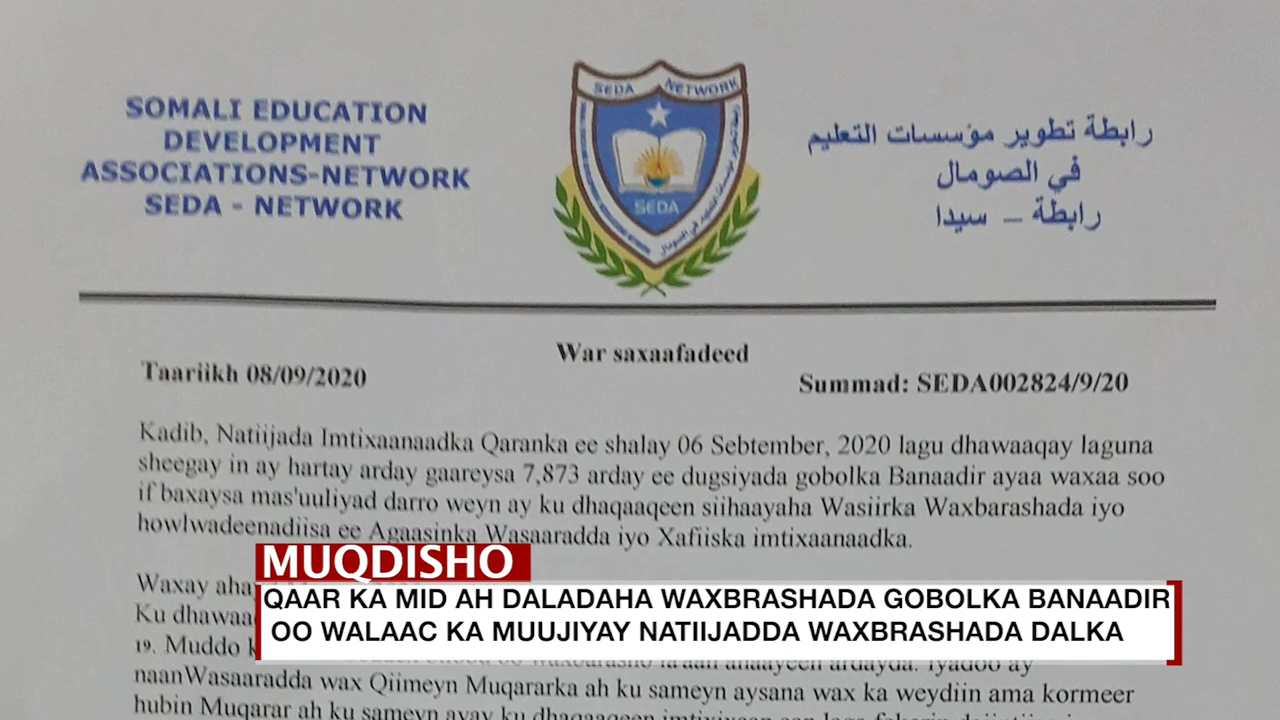 SOMALI EDUCATION
DEVELOPMENT
ASSOCIATIONS-NETWORK
SEDA - NETWORK
SEDA NETWORK
SEDA
رابطة تطوير مؤسسات التعليم
في الصومال
رابطة – سيدا
War saxaafadeed
Taariikh 08/09/2020
Summad: SEDA002824/9/20
Kadib, Natiijada Imtixaanaadka Qaranka ee shalay 06 Sebtember, 2020 lagu dhawaaqay laguna
sheegay in ay hartay arday gaareysa 7,873 arday ee dugsiyada gobolka Banaadir ayaa waxaa soo
if baxaysa mas'uuliyad darro weyn ay ku dhaqaaqeen siihaayaha Wasiirka Waxbarashada iyo
howlwadeenadiisa ee Agaasinka Wasaaradda iyo Xafiiska imtixaanaadka.
Waxay
Ku
19. Muddo
Iyadoo ay
naanWasaaradda wax Qiimeyn Muqararka ah ku sameyn aysana wax ka weydiin ama kormeer
hubin Muqarar ah ku sameyn ayay ku dhaqaaqeen
MUQDISHO
QAAR KA MID AH DALADAHA WAXBRASHADA GOBOLKA BANAADIR
OO WALAAC KA MUUJIYAY NATIIJADDA WAXBRASHADA DALKA